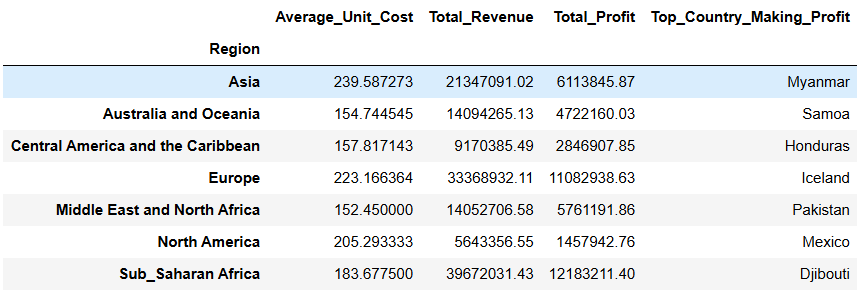 Average_Unit_Cost Total_Revenue Total_Profit Top_Country_Making_Profit
Region
Asia 239.587273 21347091.02 6113845.87 Myanmar
Australia and Oceania 154.744545 14094265.13 4722160.03 Samoa
Central America and the Caribbean 157.817143 9170385.49 2846907.85 Honduras
Europe 223.166364 33368932.11 11082938.63 Iceland
Middle East and North Africa 152.450000 14052706.58 5761191.86 Pakistan
North America 205.293333 5643356.55 1457942.76 Mexico
Sub_Saharan Africa 183.677500 39672031.43 12183211.40 Djibouti